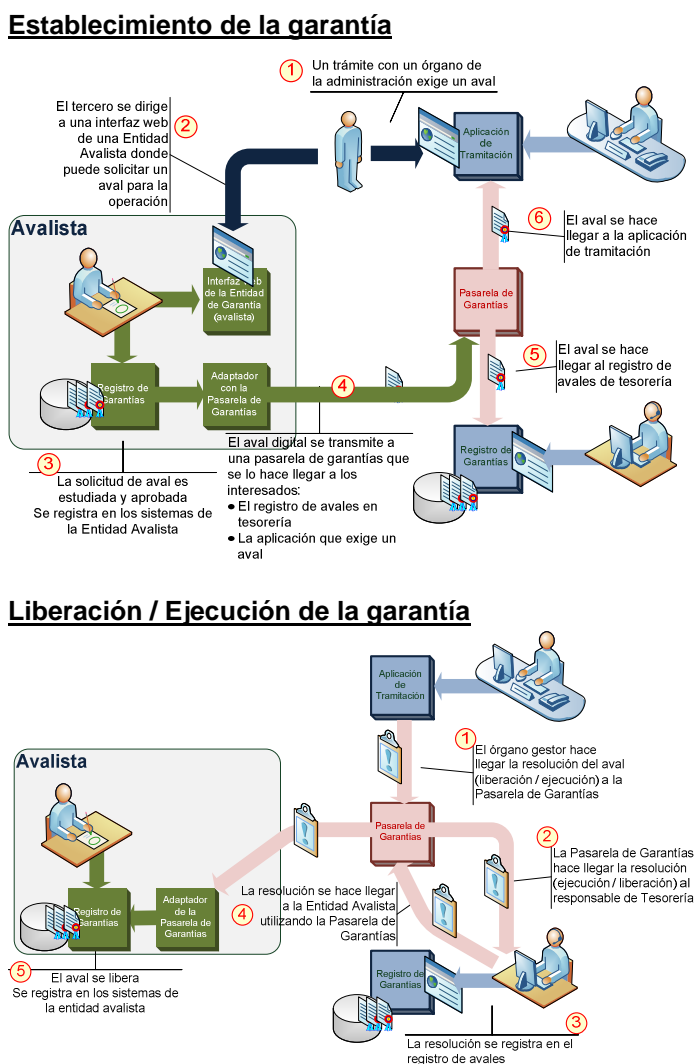 Establecimiento de la garantía
1
Un trámite con un órgano de
la administración exige un aval
El tercero se dirige
a una interfaz web
de una Entidad
Avalista donde
puede solicitar un
aval para la
operación
2
Aplicación
de
Tramitación
6
El aval se hace
llegar a la aplicación
de tramitación
Avalista
Interfaz web
de la Entidad
de Garantía
(avalista)
Pasarela de
Garantías
5
El aval se hace
llegar al registro de
avales de tesorería
Registro de
Garantías
Adaptador
con la
Pasarela de
Garantías
4
3
La solicitud de aval es
estudiada y aprobada
Se registra en los sistemas de
la Entidad Avalista
El aval digital se transmite a
una pasarela de garantías que
se lo hace llegar a los
interesados:
● El registro de avales en
tesorería
● La aplicación que exige un
aval
Registro de
Garantías
Liberación / Ejecución de la garantía
Aplicación
de
Tramitación
1
El órgano gestor hace
llegar la resolución del aval
(liberación / ejecución) a la
Pasarela de Garantías
Avalista
Pasarela de
Garantías
2
La Pasarela de Garantías
hace llegar la resolución
(ejecución / liberación) al
responsable de Tesorería
Registro de
Garantías
Adaptador
de la
Pasarela de
Garantías
4
La resolución se hace llegar
a la Entidad Avalista
utilizando la Pasarela de
Garantías
5
El aval se libera
Se registra en los sistemas de
la entidad avalista
Registro de
Garantías
3
La resolución se registra en el
registro de avales